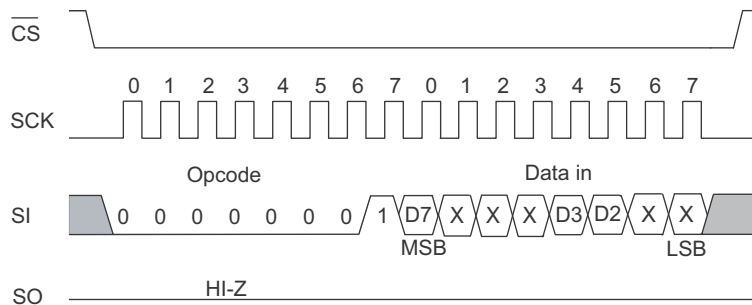 CS
0 1 2 3 4 5 6 7 0 1 2 3 4 5 6 7
SCK
Opcode Data in
SI 0 0 0 0 0 0 0 1 D7 X X X D3 D2 X X
MSB LSB
HI-Z
SO